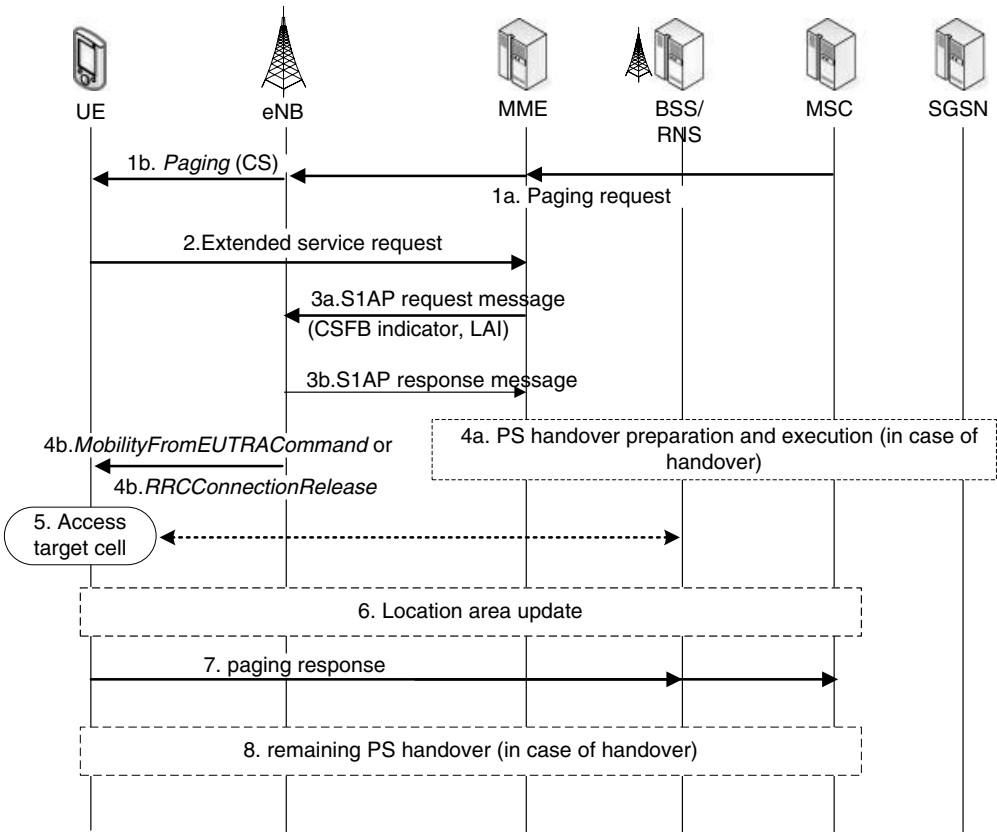 UE
eNB
MME
BSS/
RNS
MSC
SGSN
1b. Paging (CS)
1a. Paging request
2.Extended service request
3a.S1AP request message
(CSFB indicator, LAI)
3b.S1AP response message
4a. PS handover preparation and execution (in case of
handover)
4b.MobilityFromEUTRACommand or
4b.RRCConnectionRelease
5. Access
target cell
6. Location area update
7. paging response
8. remaining PS handover (in case of handover)